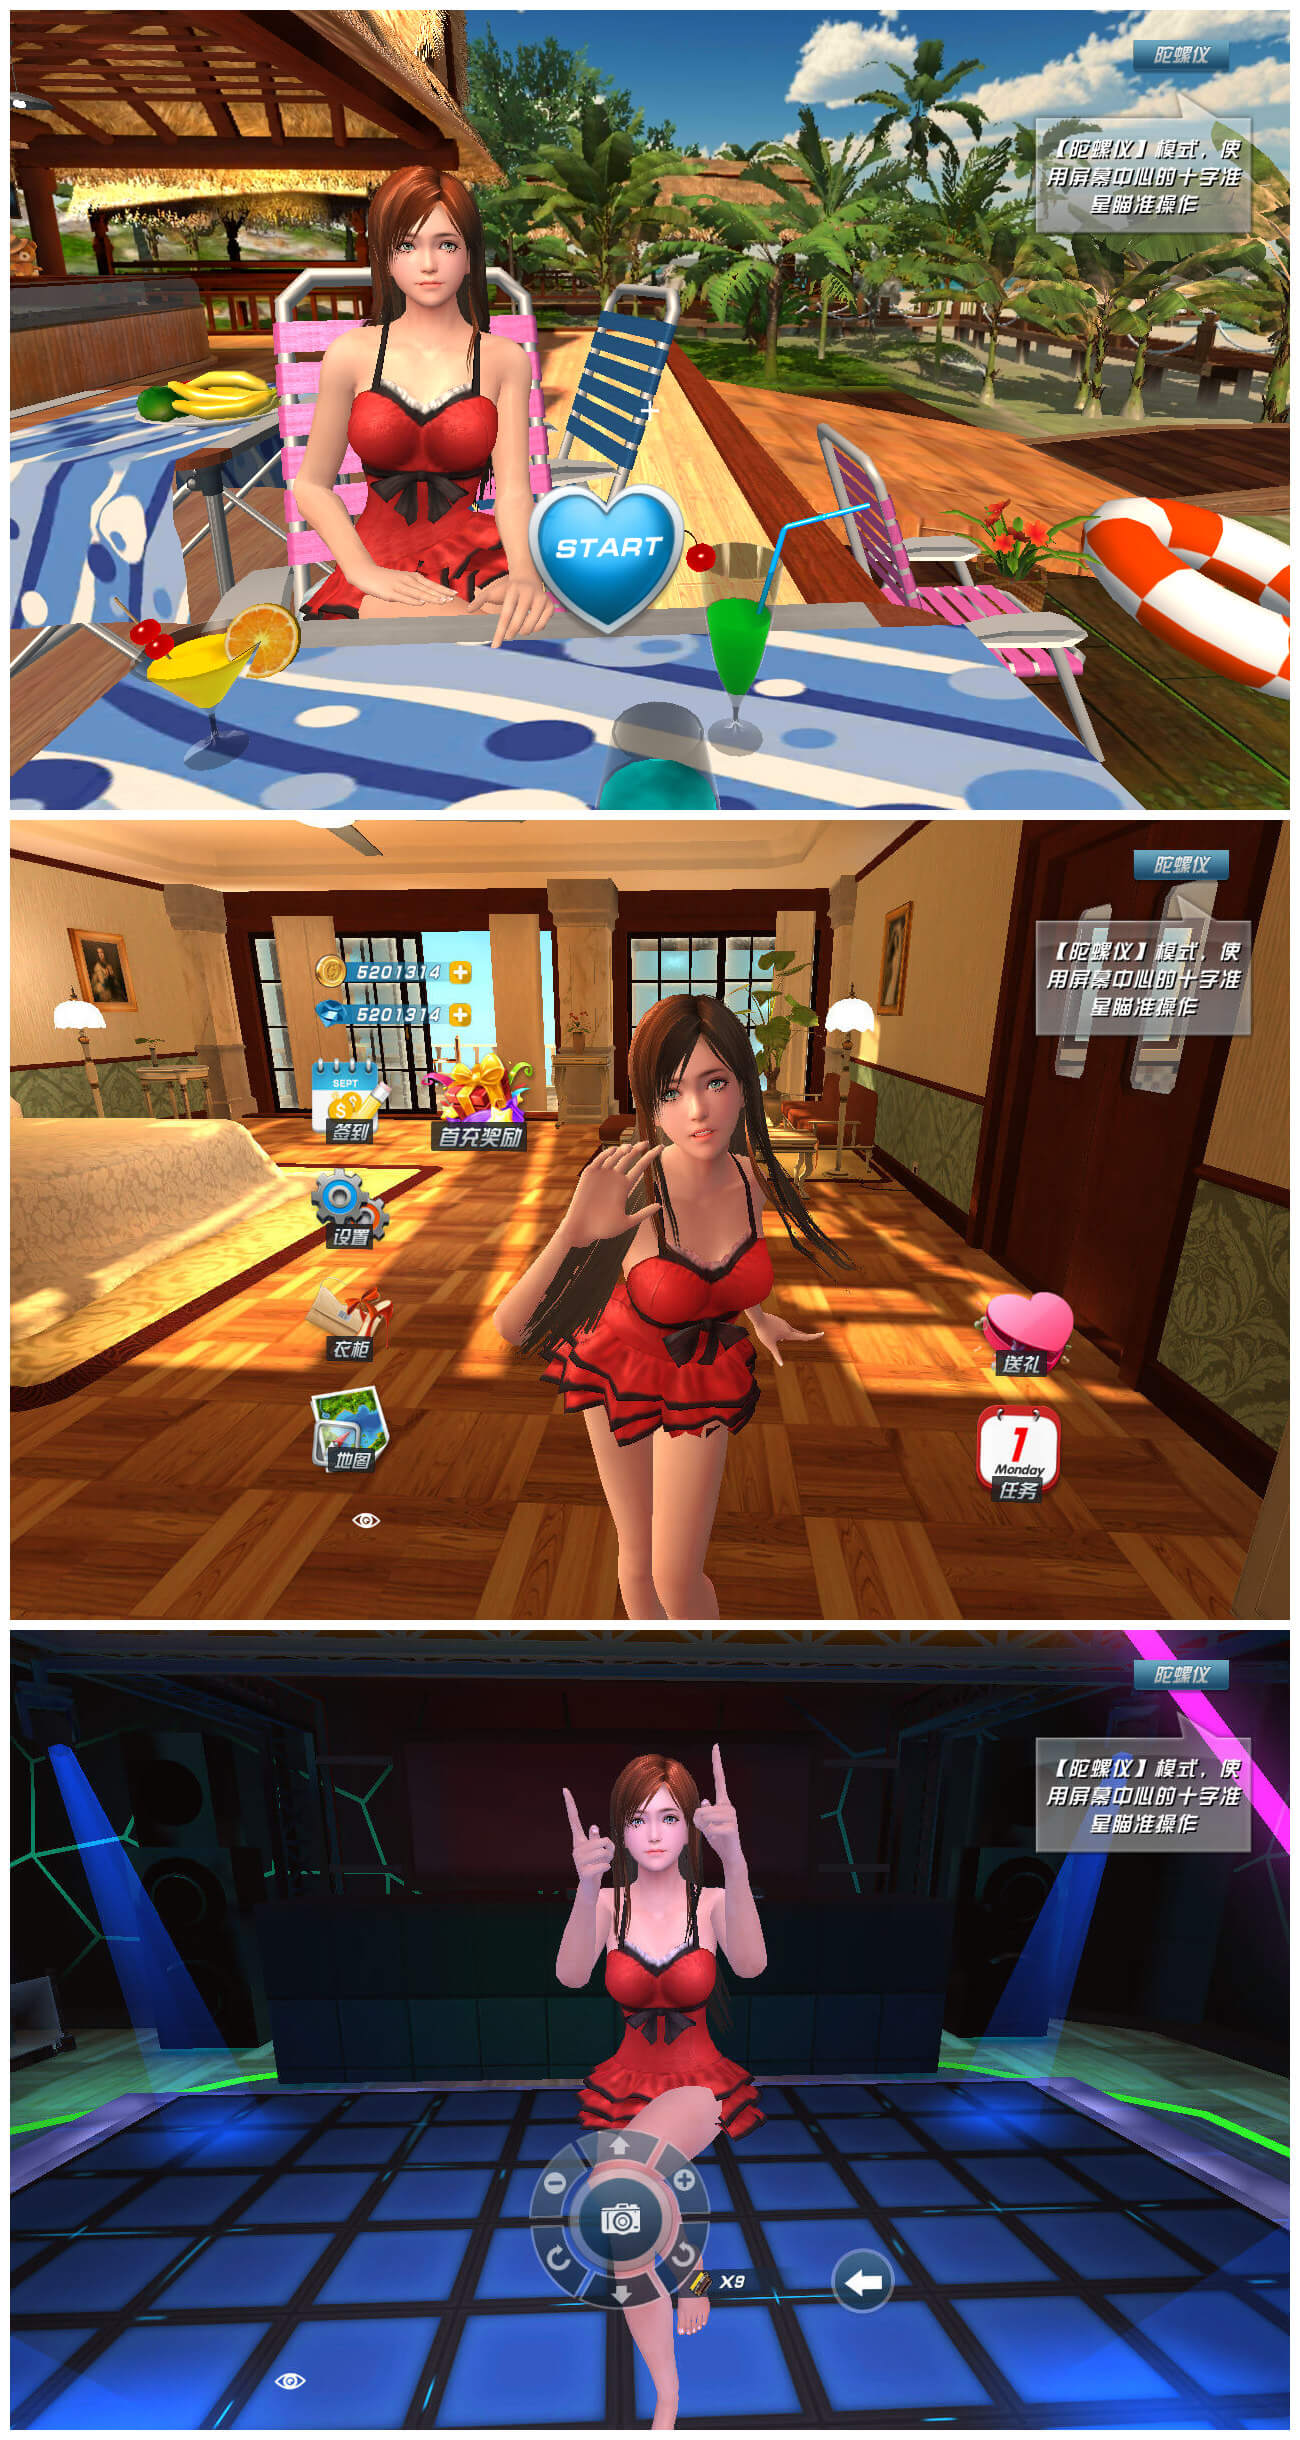 陀螺仪
【陀螺仪】模式，使
用屏幕中心的十字准
星瞄准操作
START
陀螺仪
【陀螺仪】模式，使
用屏幕中心的十字准
星瞄准操作
5201314
5201314
SEPT
签到
首充奖励
设置
衣柜
送礼
地图
1
Monday
任务
陀螺仪
【陀螺仪】模式，使
用屏幕中心的十字准
星瞄准操作
X9